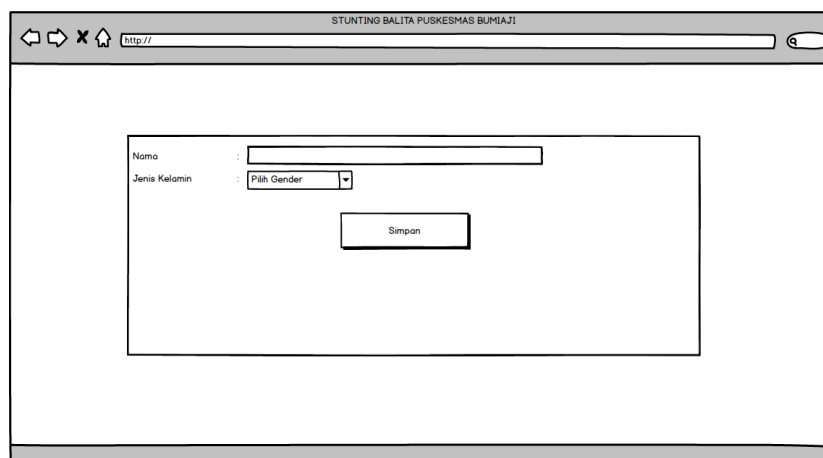 STUNTING BALITA PUSKESMAS BUMIAJI
http://
Nama :
Jenis Kelamin : Pilih Gender
Simpan